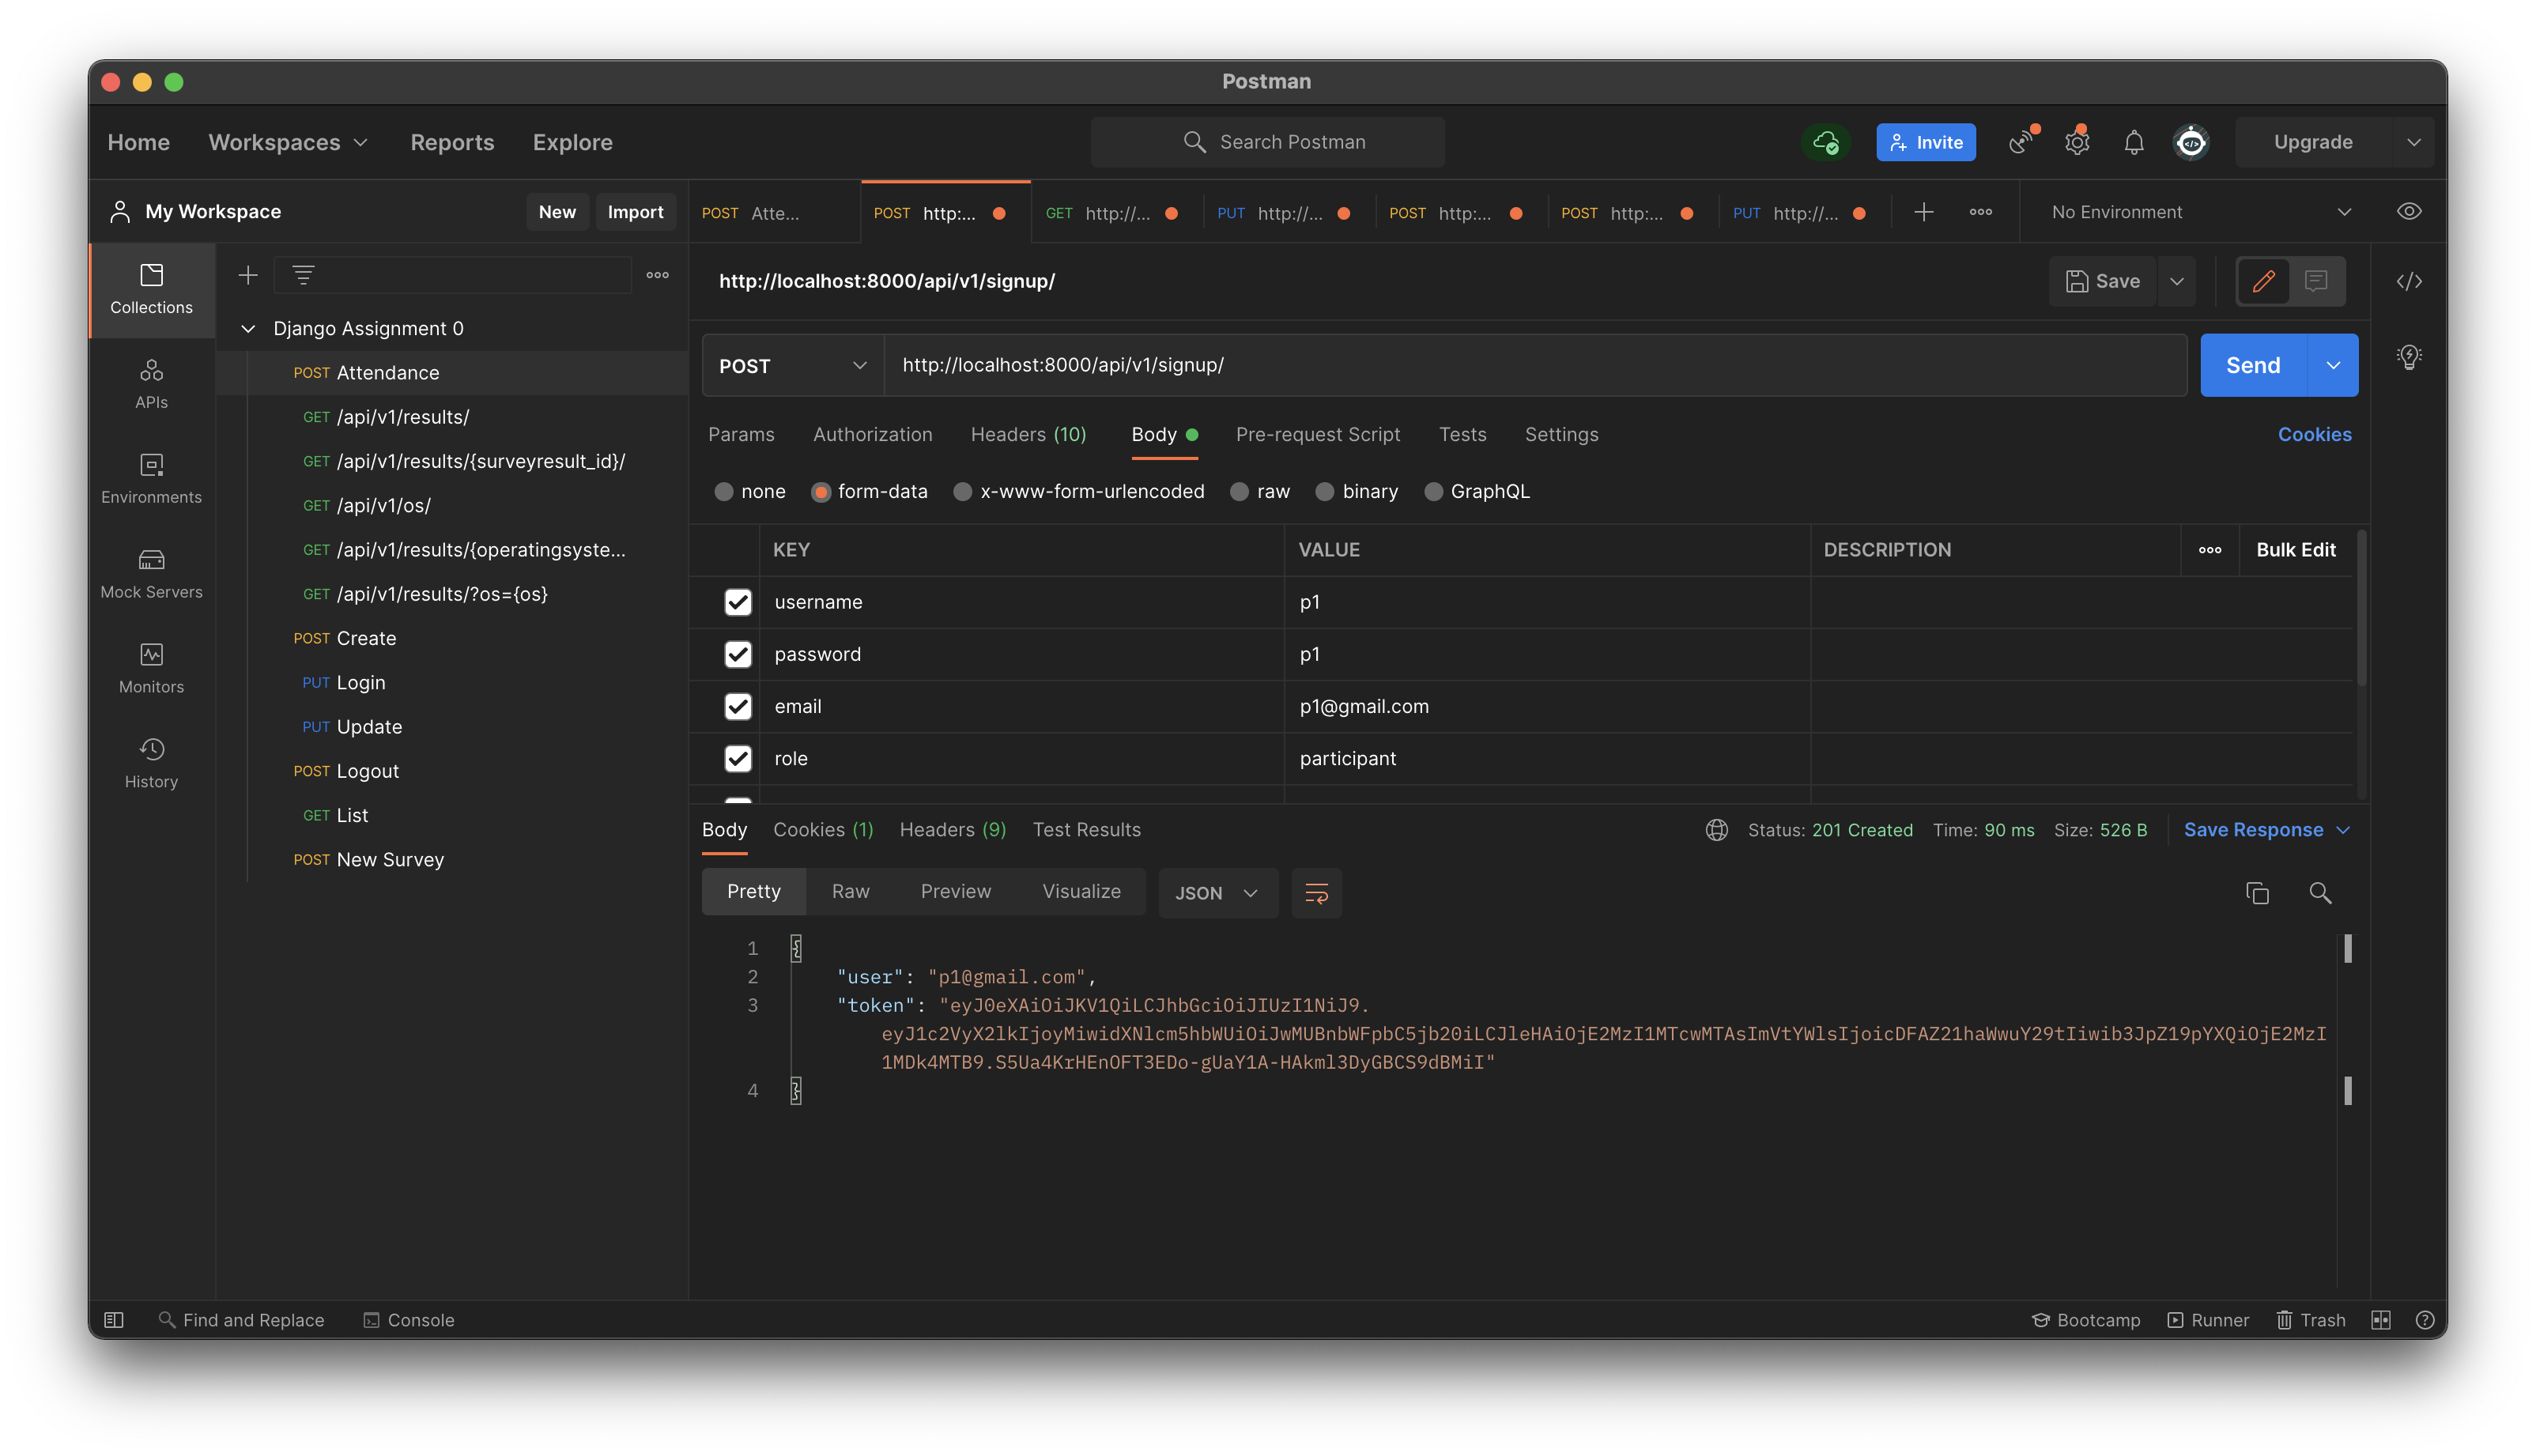 Postman
Home Workspaces Reports Explore Search Postman Invite Upgrade
My Workspace New Import POST Atte... POST http:... GET http://... PUT http://... POST http:... POST http:... PUT http://... No Environment
Collections
APIs
Environments
Mock Servers
Monitors
History
Django Assignment 0
POST Attendance
GET /api/v1/results/
GET /api/v1/results/{surveyresult_id}/
GET /api/v1/os/
GET /api/v1/results/{operatingsyste...
GET /api/v1/results/?os={os}
POST Create
PUT Login
PUT Update
POST Logout
GET List
POST New Survey
http://localhost:8000/api/v1/signup/ Save
POST http://localhost:8000/api/v1/signup/ Send
Params Authorization Headers (10) Body Pre-request Script Tests Settings Cookies
none form-data x-www-form-urlencoded raw binary GraphQL
KEY VALUE DESCRIPTION Bulk Edit
username p1
password p1
email p1@gmail.com
role participant
Body Cookies (1) Headers (9) Test Results Status: 201 Created Time: 90 ms Size: 526 B Save Response
Pretty Raw Preview Visualize JSON
1 {
2 "user": "p1@gmail.com",
3 "token": "eyJ0eXAiOiJKV1QiLCJhbGciOiJIUzI1NiJ9.
eyJ1c2VyX2lkIjoyMiwidXNlcm5hbWUiOiJwMUBnbWFpbC5jb20iLCJleHAiOjE2MzI1MTcwMTAsImVtYWlsIjoicDFAZ21haWwuY29tIiwib3JpZ19pYXQiOjE2MzI
1MDk4MTB9.S5Ua4KrHEnOFT3EDo-gUaY1A-HAkml3DyGBCS9dBMiI"
4 }
Find and Replace Console Bootcamp Runner Trash